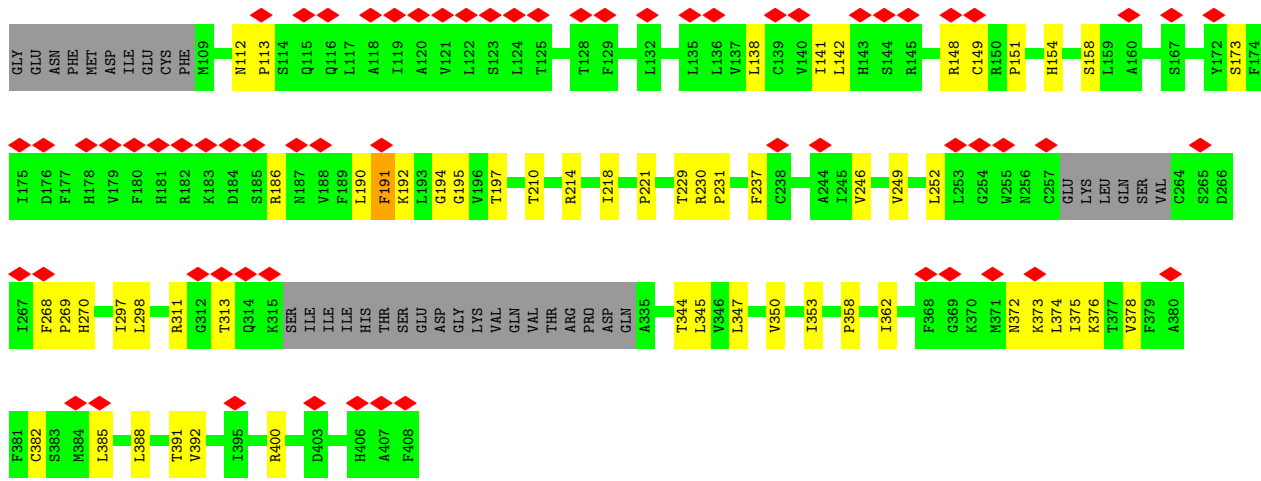 GLY GLU ASN PHE MET ASP ILE GLU CYS PHE M109 N112 P113 S114 Q115 Q116 L117 A118 I119 A120 V121 L122 S123 L124 T125 T128 F129 L132 L135 L136 V137 L138 C139 V140 I141 L142 H143 S144 R145 R148 C149 R150 P151 H154 S158 L159 A160 S167 Y172 S173 F174
I175 D176 F177 H178 V179 F180 H181 R182 K183 D184 S185 R186 N187 V188 F189 L190 F191 K192 L193 G194 G195 V196 T197 T210 R214 I218 P221 T229 R230 P231 F237 C238 A244 I245 V246 V249 L252 L253 G254 W255 N256 C257 GLU LYS LEU GLN SER VAL C264 S265 D266
I267 F268 P269 H270 I297 L298 R311 G312 T313 Q314 K315 SER ILE ILE ILE HIS THR SER GLU ASP GLY LYS VAL GLN VAL THR ARG PRO ASP GLN A335 T344 L345 V346 L347 V350 I353 P358 I362 F368 G369 K370 M371 N372 K373 L374 I375 K376 T377 V378 F379 A380
F381 C382 S383 M384 L385 L388 T391 V392 I395 R400 D403 H406 A407 F408